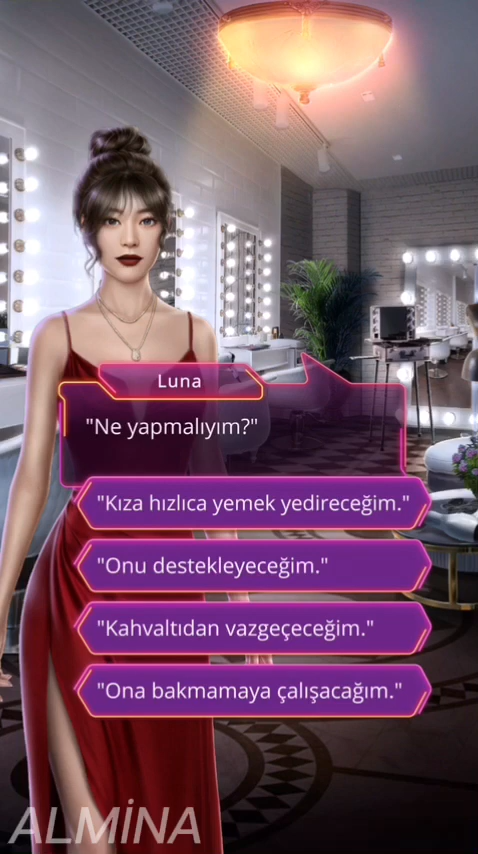 Luna
"Ne yapmalıyım?"
"Kıza hızlıca yemek yedireceğim."
"Onu destekleyeceğim."
"Kahvaltıdan vazgeçeceğim."
"Ona bakmamaya çalışacağım."
ALMİNA